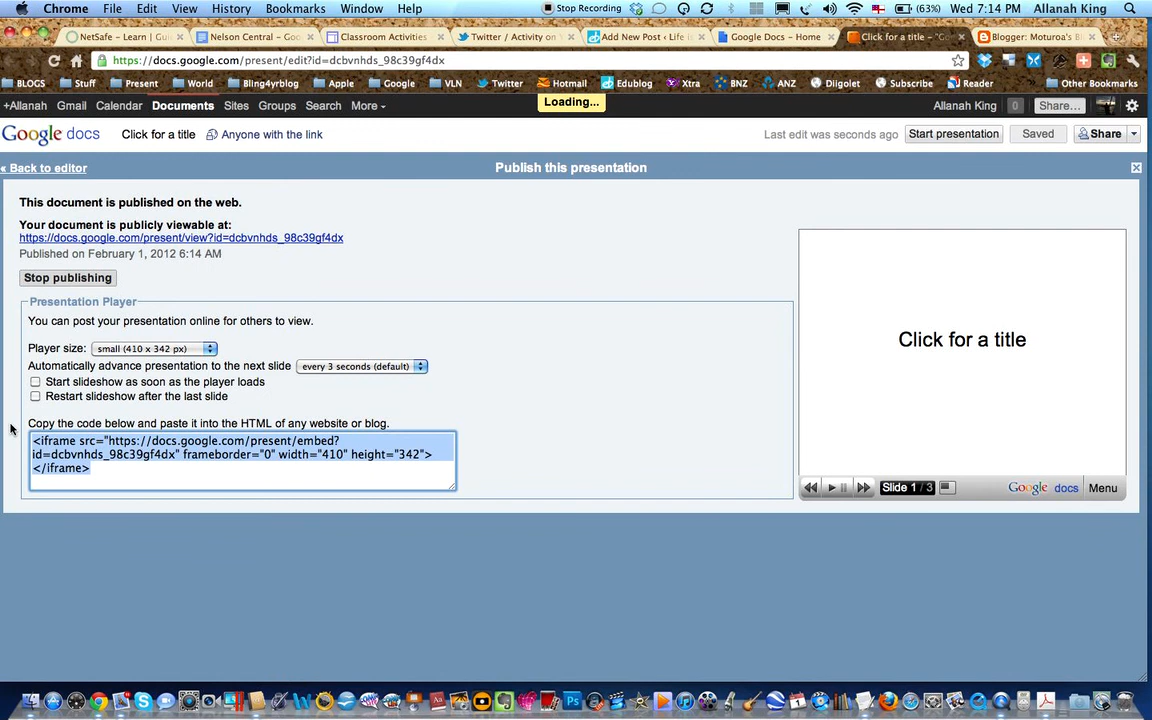 Chrome File Edit View History Bookmarks Window Help Stop Recording (63%) Wed 7:14 PM Allanah King
NetSafe – Learn | Gui Nelson Central – Goo Classroom Activities Twitter / Activity on Add New Post ‹ Life is Google Docs – Home Click for a title – "Go Blogger: Moturoa's B
https://docs.google.com/present/edit?id=dcbvnhds_98c39gf4dx
BLOGS Stuff Present World Bling4yrblog Apple Google VLN Twitter Hotmail Edublog Xtra BNZ ANZ Diigolet Subscribe Reader Other Bookmarks
Loading...
+Allanah Gmail Calendar Documents Sites Groups Search More Allanah King 0 Share...
Google docs Click for a title Anyone with the link Last edit was seconds ago Start presentation Saved Share
« Back to editor Publish this presentation
This document is published on the web.
Your document is publicly viewable at:
https://docs.google.com/present/view?id=dcbvnhds_98c39gf4dx
Published on February 1, 2012 6:14 AM
Stop publishing
Presentation Player
You can post your presentation online for others to view.
Player size: small (410 x 342 px)
Automatically advance presentation to the next slide every 3 seconds (default)
Start slideshow as soon as the player loads
Restart slideshow after the last slide
Copy the code below and paste it into the HTML of any website or blog.
<iframe src="https://docs.google.com/present/embed?
id=dcbvnhds_98c39gf4dx" frameborder="0" width="410" height="342">
</iframe>
Click for a title
Slide 1 / 3 Google docs Menu